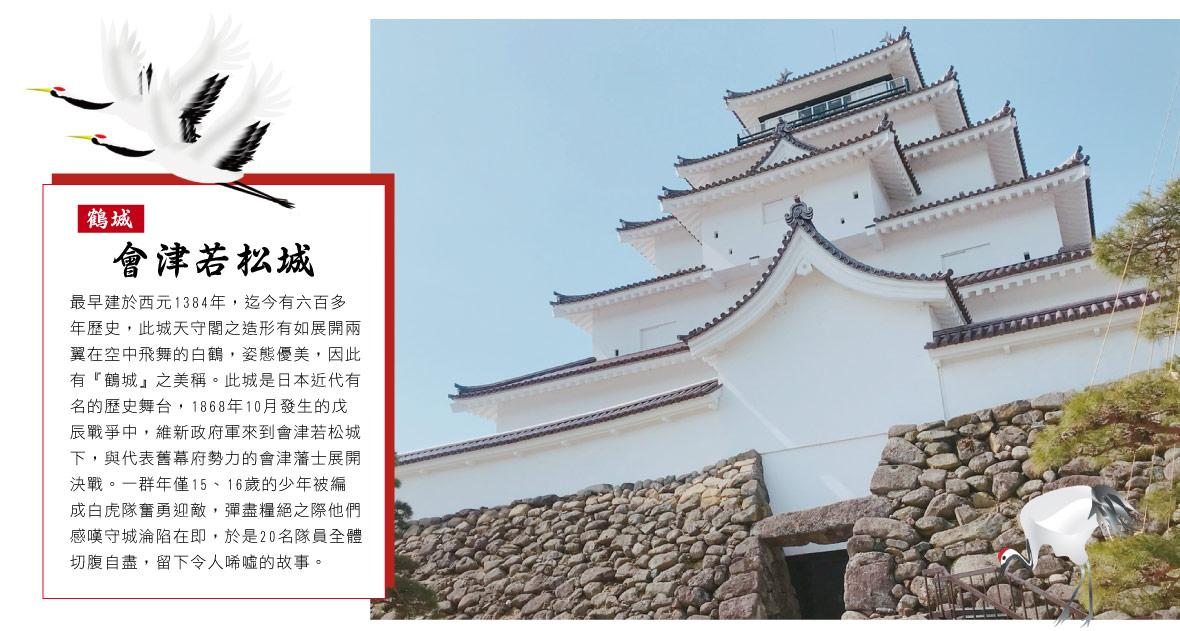 鶴城
會津若松城
最早建於西元1384年，迄今有六百多
年歷史，此城天守閣之造形有如展開兩
翼在空中飛舞的白鶴，姿態優美，因此
有『鶴城』之美稱。此城是日本近代有
名的歷史舞台，1868年10月發生的戊
辰戰爭中，維新政府軍來到會津若松城
下，與代表舊幕府勢力的會津藩士展開
決戰。一群年僅15、16歲的少年被編
成白虎隊奮勇迎敵，彈盡糧絕之際他們
感嘆守城淪陷在即，於是20名隊員全體
切腹自盡，留下令人唏噓的故事。